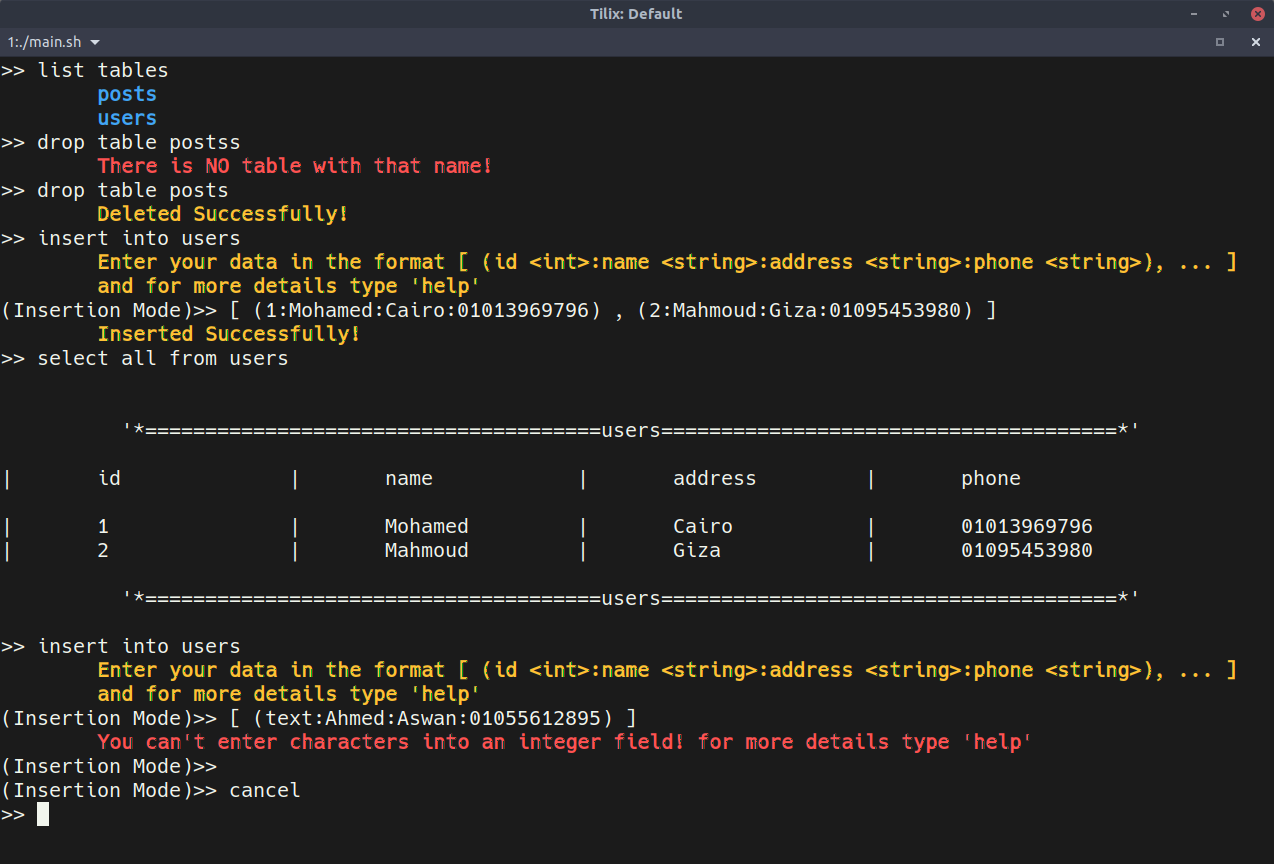 Tilix: Default
1:./main.sh
>> list tables
posts
users
>> drop table postss
There is NO table with that name!
>> drop table posts
Deleted Successfully!
>> insert into users
Enter your data in the format [ (id <int>:name <string>:address <string>:phone <string>), ... ]
and for more details type 'help'
(Insertion Mode)>> [ (1:Mohamed:Cairo:01013969796) , (2:Mahmoud:Giza:01095453980) ]
Inserted Successfully!
>> select all from users
'*======================================users======================================*'
| id | name | address | phone
| 1 | Mohamed | Cairo | 01013969796
| 2 | Mahmoud | Giza | 01095453980
'*======================================users======================================*'
>> insert into users
Enter your data in the format [ (id <int>:name <string>:address <string>:phone <string>), ... ]
and for more details type 'help'
(Insertion Mode)>> [ (text:Ahmed:Aswan:01055612895) ]
You can't enter characters into an integer field! for more details type 'help'
(Insertion Mode)>>
(Insertion Mode)>> cancel
>>